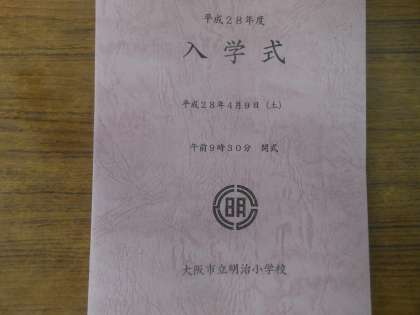 平成２８年度
入学式
平成２８年４月９日（土）
午前９時３０分　開式
明
大阪市立明治小学校